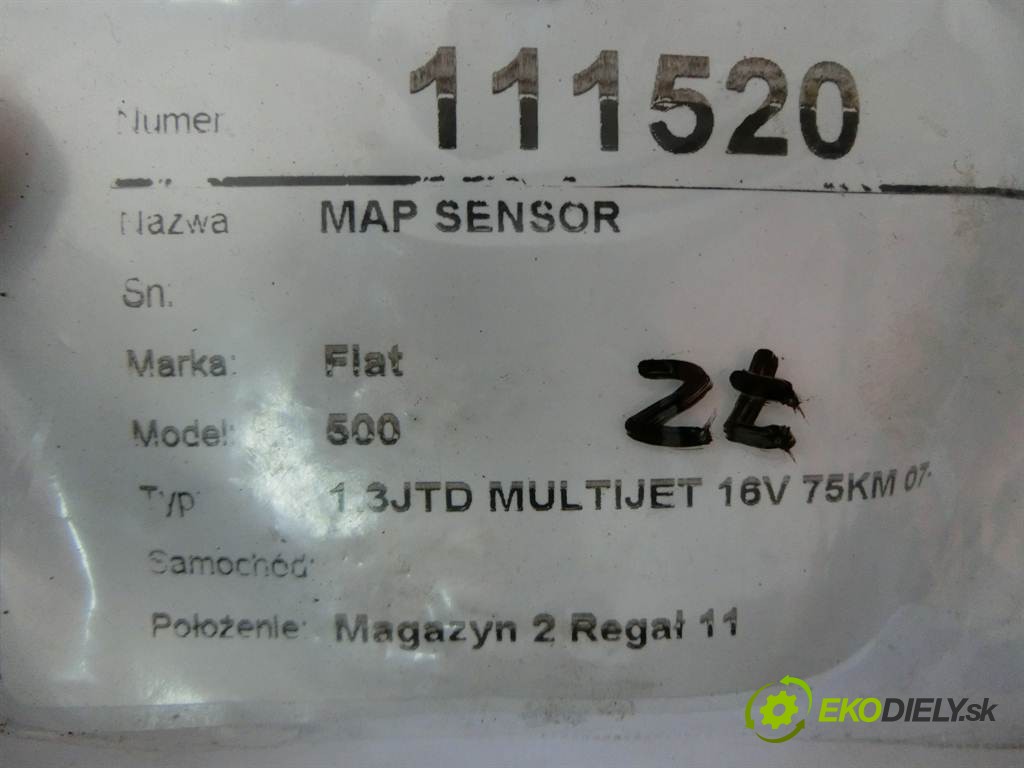 Numer 111520
Nazwa MAP SENSOR
Sn:
Marka: Fiat
Model: 500
Typ 1.3JTD MULTIJET 16V 75KM 07-
Samochód:
Położenie: Magazyn 2 Regał 11
EKODIELY.sk